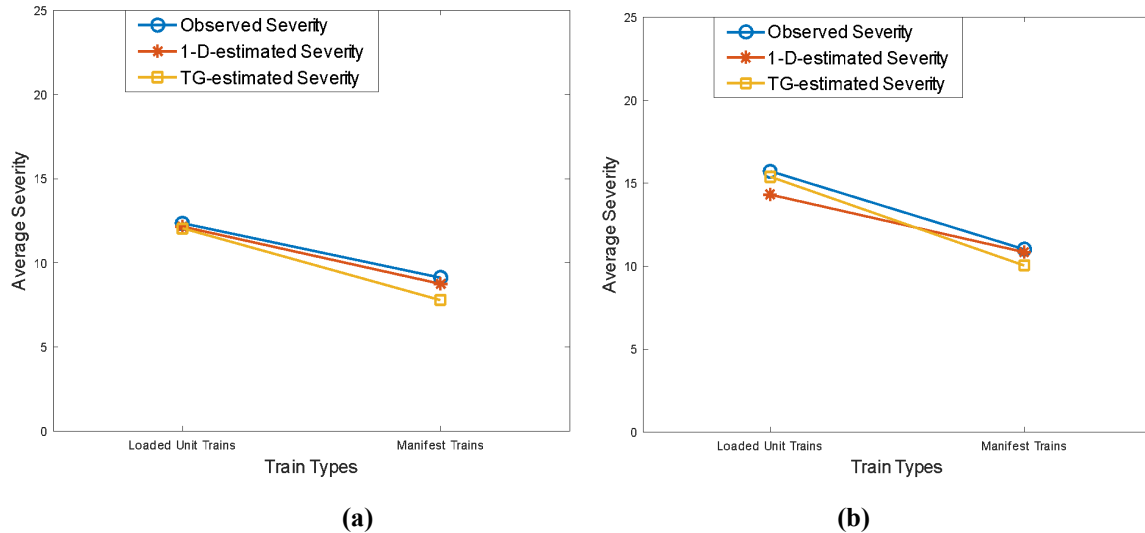 25
20
15
10
5
0
Average Severity
Observed Severity
1-D-estimated Severity
TG-estimated Severity
Loaded Unit Trains
Manifest Trains
Train Types
(a)
25
20
15
10
5
0
Average Severity
Observed Severity
1-D-estimated Severity
TG-estimated Severity
Loaded Unit Trains
Manifest Trains
Train Types
(b)